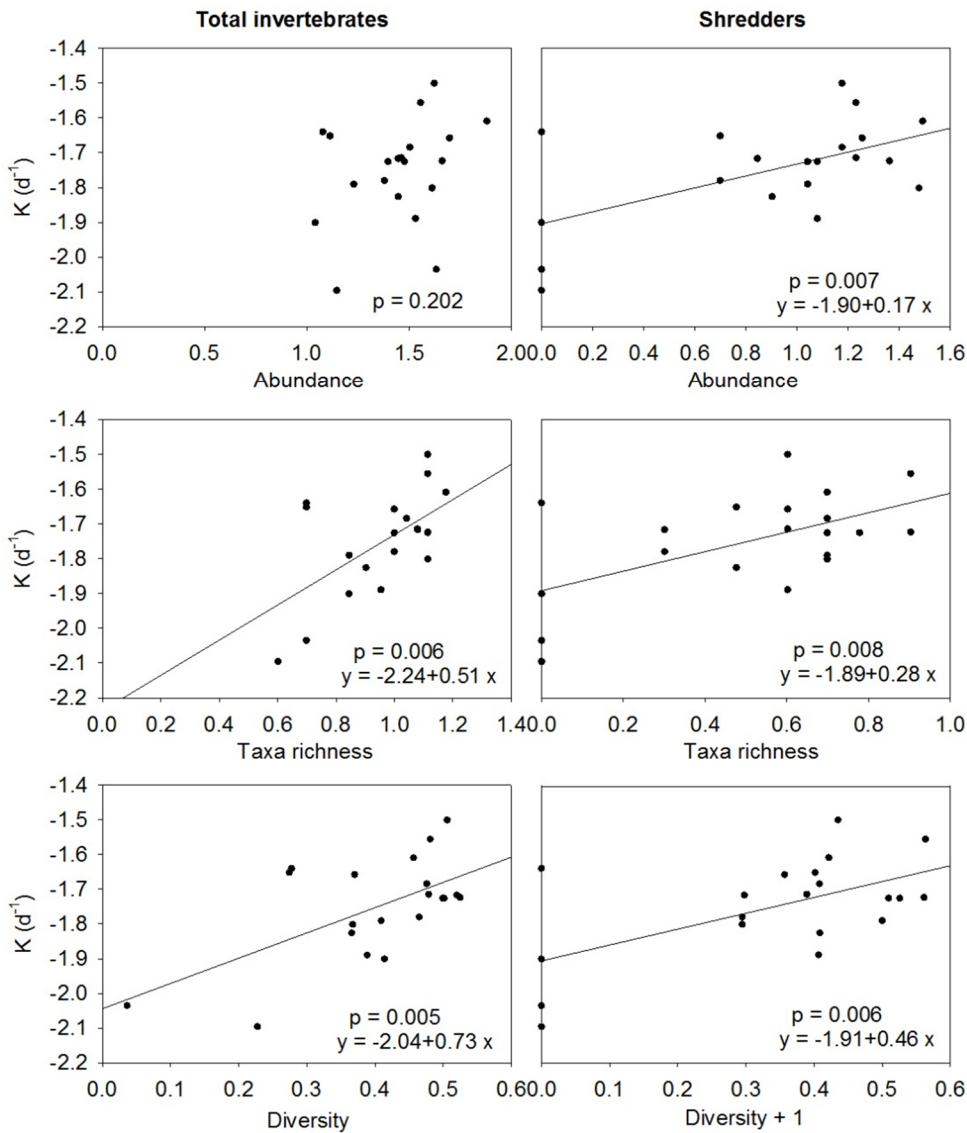 Total invertebrates
Shredders
-1.4
-1.5
-1.6
-1.7
-1.8
-1.9
-2.0
-2.1
-2.2
K (d⁻¹)
p = 0.202
0.0 0.5 1.0 1.5 2.0
Abundance
p = 0.007
y = -1.90+0.17 x
0.0 0.2 0.4 0.6 0.8 1.0 1.2 1.4 1.6
Abundance
-1.4
-1.5
-1.6
-1.7
-1.8
-1.9
-2.0
-2.1
-2.2
K (d⁻¹)
p = 0.006
y = -2.24+0.51 x
0.0 0.2 0.4 0.6 0.8 1.0 1.2 1.4
Taxa richness
p = 0.008
y = -1.89+0.28 x
0.0 0.2 0.4 0.6 0.8 1.0
Taxa richness
-1.4
-1.5
-1.6
-1.7
-1.8
-1.9
-2.0
-2.1
-2.2
K (d⁻¹)
p = 0.005
y = -2.04+0.73 x
0.0 0.1 0.2 0.3 0.4 0.5 0.6
Diversity
p = 0.006
y = -1.91+0.46 x
0.0 0.1 0.2 0.3 0.4 0.5 0.6
Diversity + 1